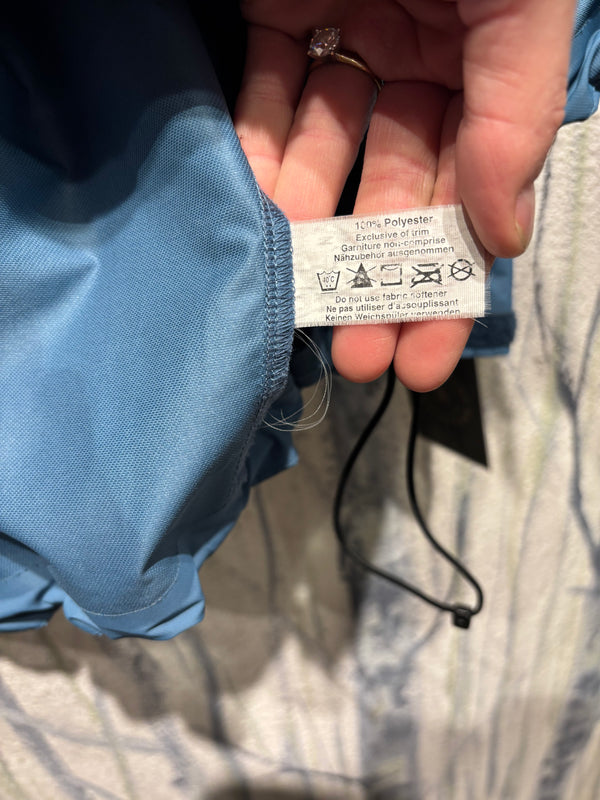 100% Polyester
Exclusive of trim
Garniture non-comprise
Nähzubehör ausgenommen
40°C
Do not use fabric softener
Ne pas utiliser d'assouplissant
Keinen Weichspüler verwenden